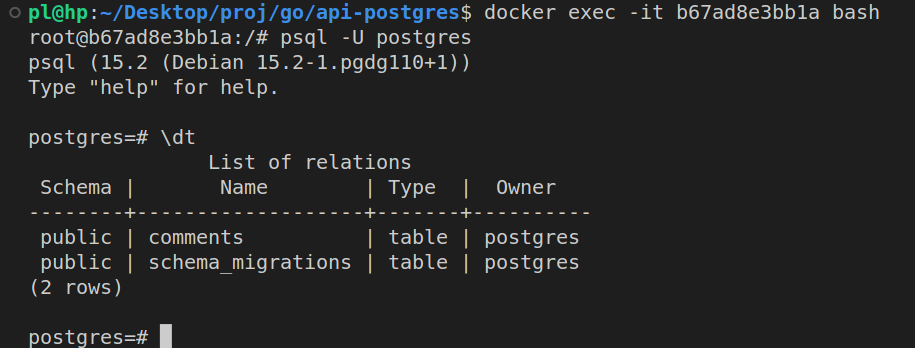 pl@hp:~/Desktop/proj/go/api-postgres$ docker exec -it b67ad8e3bb1a bash
root@b67ad8e3bb1a:/# psql -U postgres
psql (15.2 (Debian 15.2-1.pgdg110+1))
Type "help" for help.

postgres=# \dt
               List of relations
 Schema |       Name        | Type  |  Owner
--------+-------------------+-------+----------
 public | comments          | table | postgres
 public | schema_migrations | table | postgres
(2 rows)

postgres=#